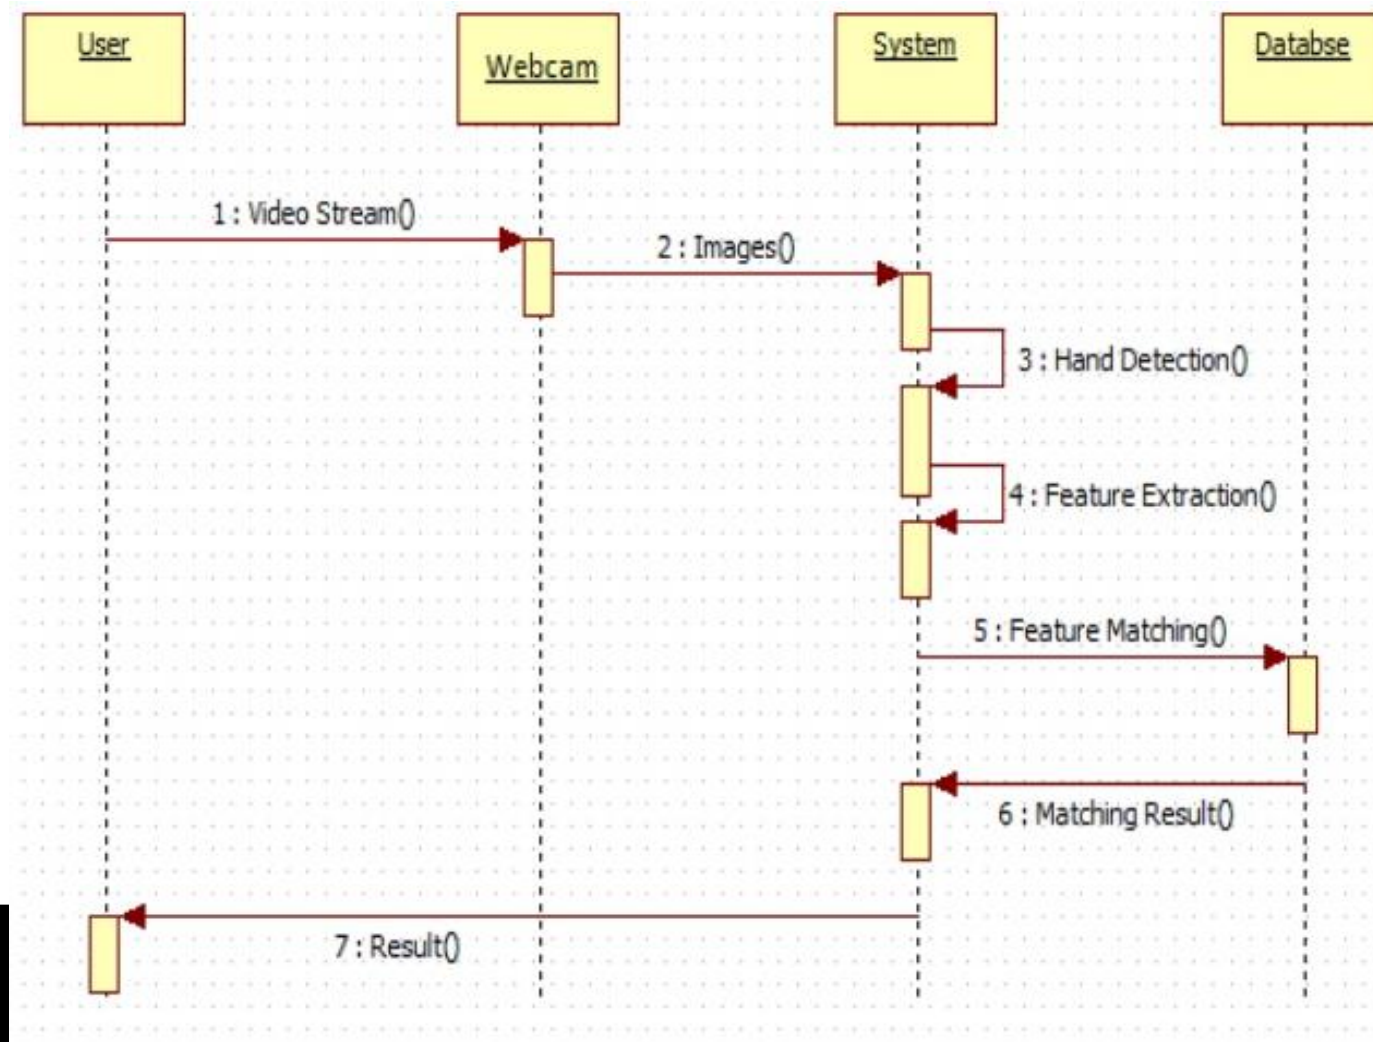 User
Webcam
System
Databse
1 : Video Stream()
2 : Images()
3 : Hand Detection()
4 : Feature Extraction()
5 : Feature Matching()
6 : Matching Result()
7 : Result()